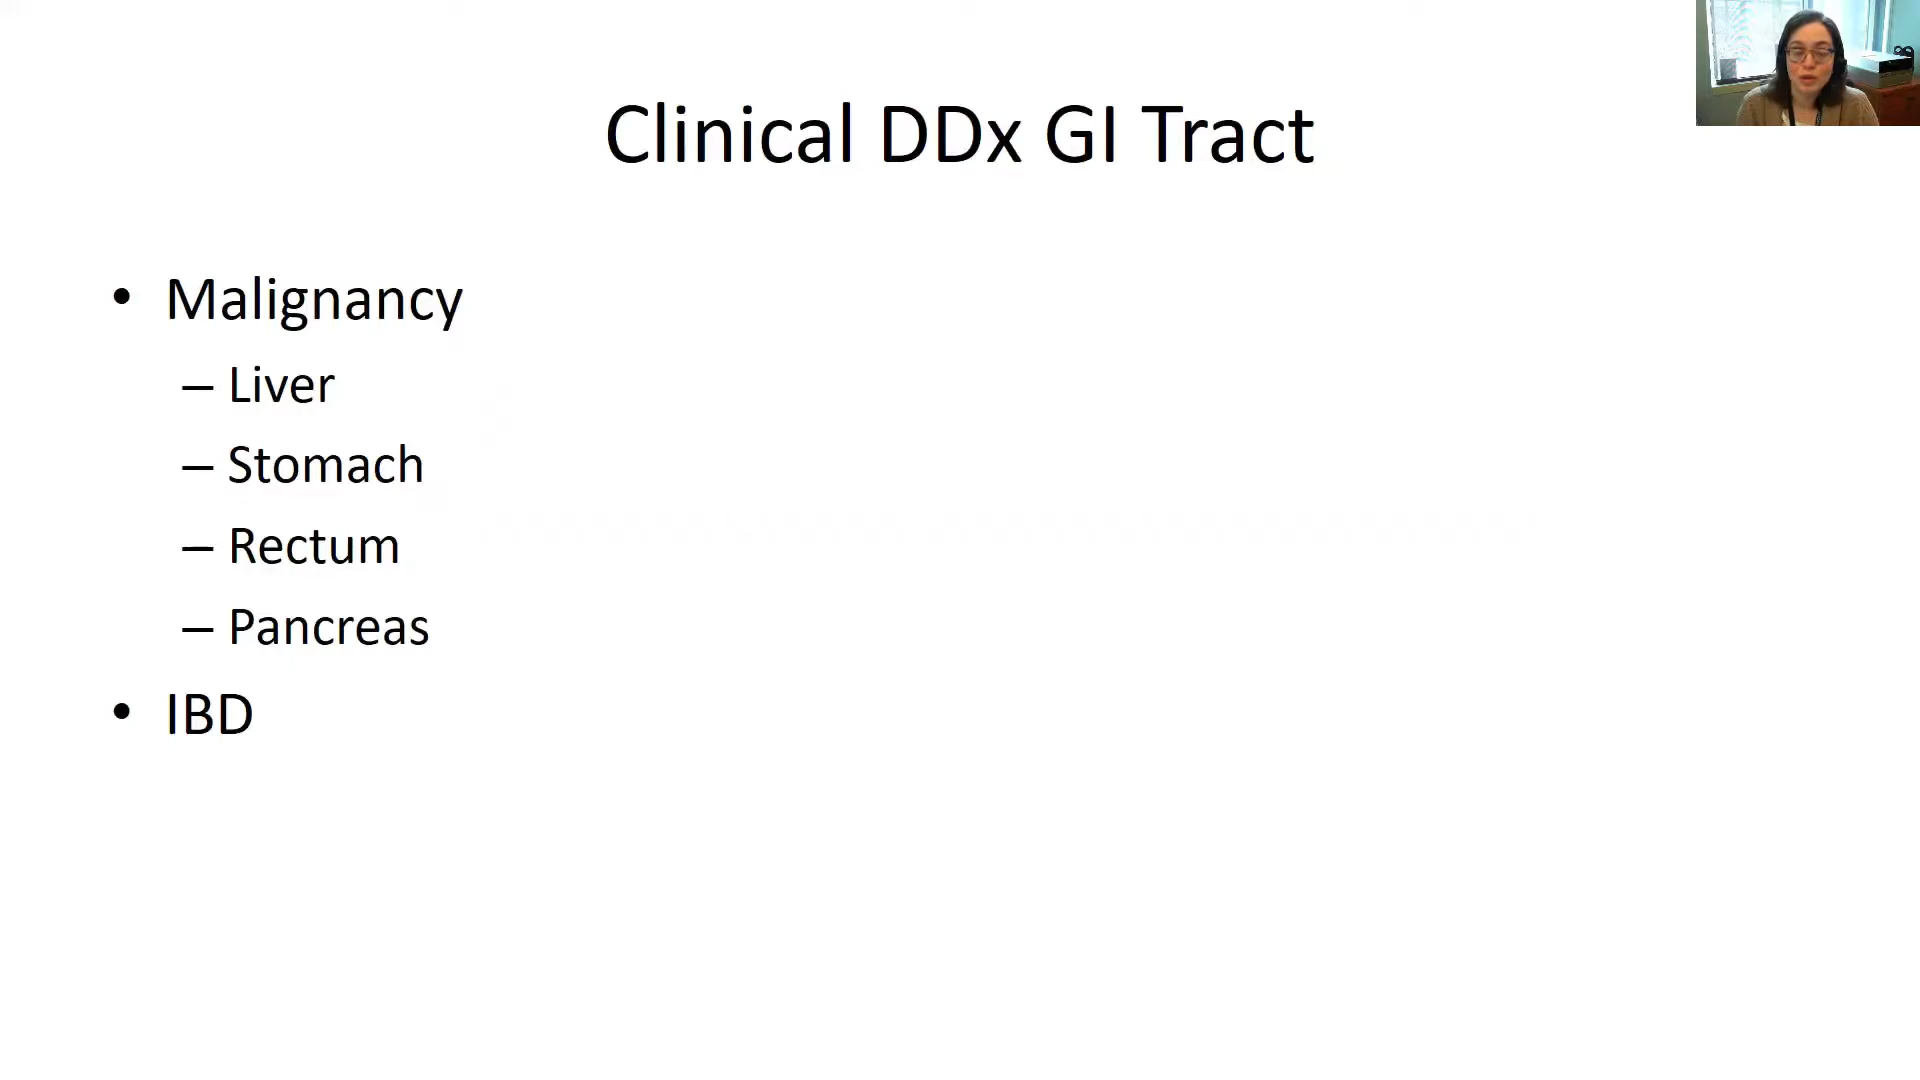 Clinical DDx GI Tract
• Malignancy
– Liver
– Stomach
– Rectum
– Pancreas
• IBD